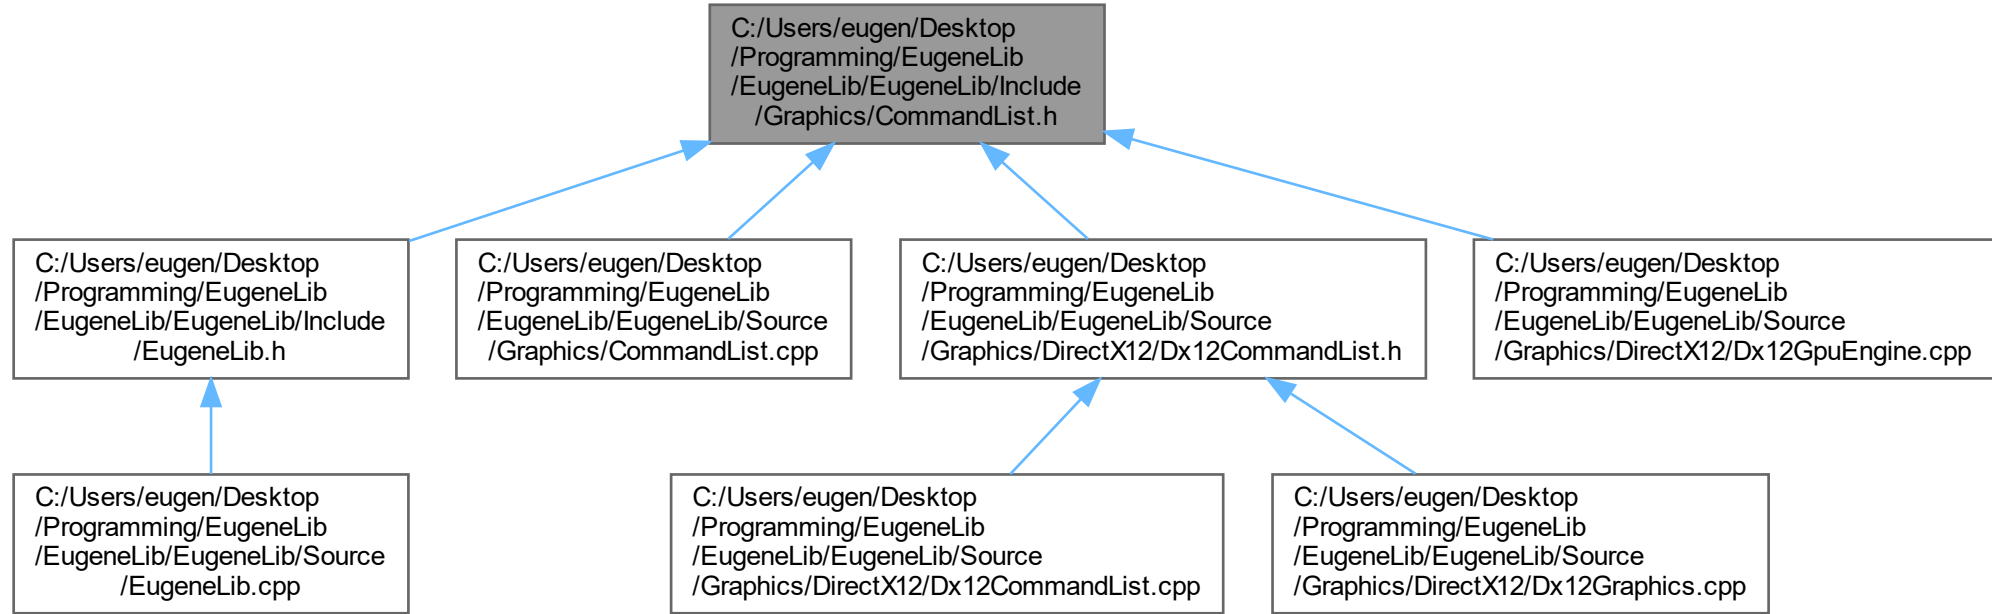 C:/Users/eugen/Desktop
/Programming/EugeneLib
/EugeneLib/EugeneLib/Include
/Graphics/CommandList.h
C:/Users/eugen/Desktop
/Programming/EugeneLib
/EugeneLib/EugeneLib/Include
/EugeneLib.h
C:/Users/eugen/Desktop
/Programming/EugeneLib
/EugeneLib/EugeneLib/Source
/Graphics/CommandList.cpp
C:/Users/eugen/Desktop
/Programming/EugeneLib
/EugeneLib/EugeneLib/Source
/Graphics/DirectX12/Dx12CommandList.h
C:/Users/eugen/Desktop
/Programming/EugeneLib
/EugeneLib/EugeneLib/Source
/Graphics/DirectX12/Dx12GpuEngine.cpp
C:/Users/eugen/Desktop
/Programming/EugeneLib
/EugeneLib/EugeneLib/Source
/EugeneLib.cpp
C:/Users/eugen/Desktop
/Programming/EugeneLib
/EugeneLib/EugeneLib/Source
/Graphics/DirectX12/Dx12CommandList.cpp
C:/Users/eugen/Desktop
/Programming/EugeneLib
/EugeneLib/EugeneLib/Source
/Graphics/DirectX12/Dx12Graphics.cpp